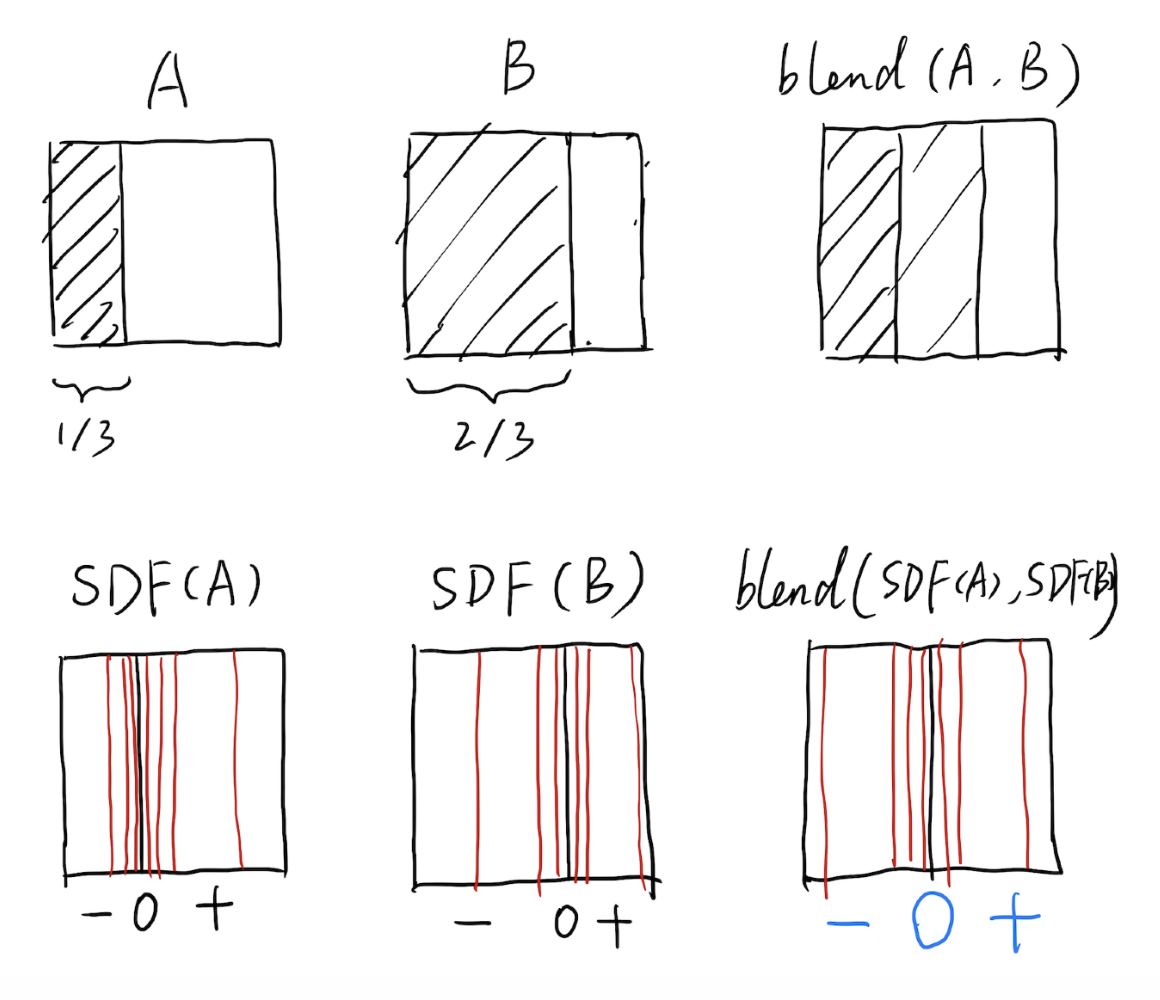 A
B
blend (A. B)
1/3
2/3
SDF(A)
SDF (B)
blend(SDF(A), SDF(B)
- 0 +
- 0 +
- 0 +